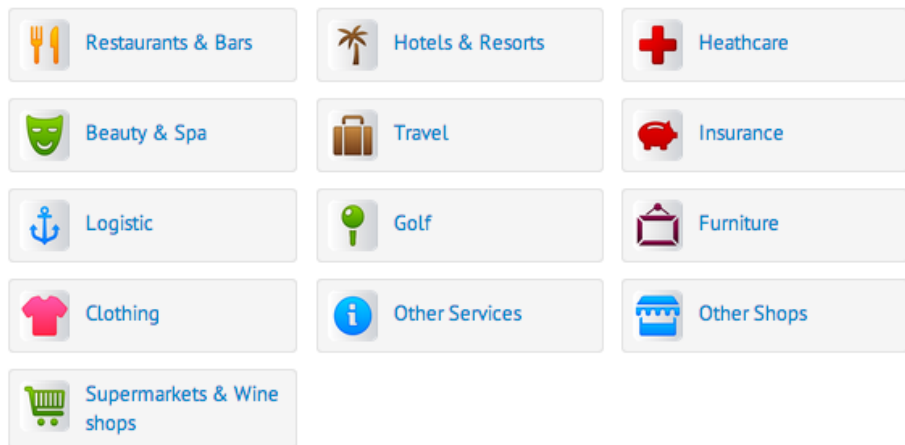 Restaurants & Bars
Hotels & Resorts
Heathcare
Beauty & Spa
Travel
Insurance
Logistic
Golf
Furniture
Clothing
Other Services
Other Shops
Supermarkets & Wine
shops